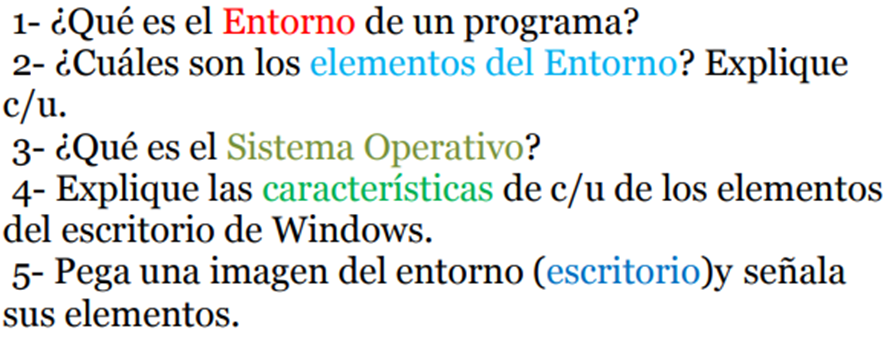 1- ¿Qué es el Entorno de un programa?
2- ¿Cuáles son los elementos del Entorno? Explique
c/u.
3- ¿Qué es el Sistema Operativo?
4- Explique las características de c/u de los elementos
del escritorio de Windows.
5- Pega una imagen del entorno (escritorio)y señala
sus elementos.